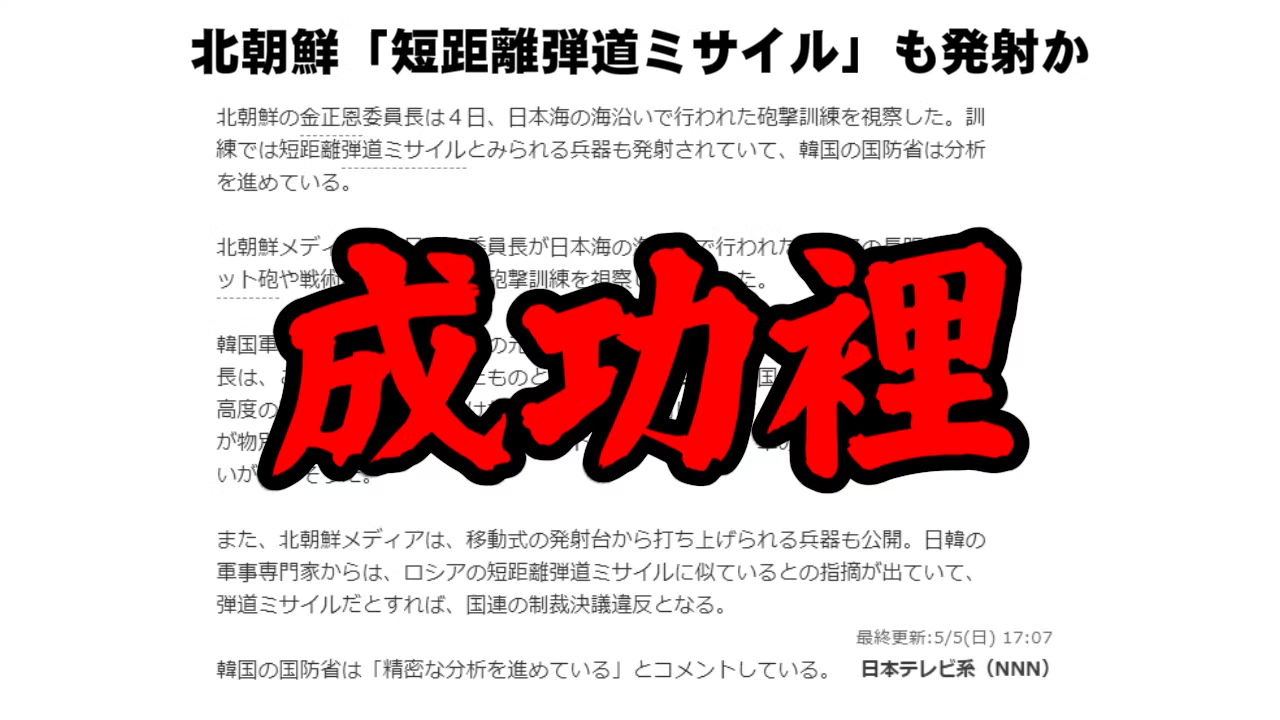 北朝鮮「短距離弾道ミサイル」も発射か
北朝鮮の金正恩委員長は４日、日本海の海沿いで行われた砲撃訓練を視察した。訓
練では短距離弾道ミサイルとみられる兵器も発射されていて、韓国の国防省は分析
を進めている。
北朝鮮メディ 委員長が日本海の で行われた
ット砲や戦術 砲撃訓練を視察 た。
成功裡
韓国軍 の元
長は、 たものと 国
高度の
が物別
いが そうた。
また、北朝鮮メディアは、移動式の発射台から打ち上げられる兵器も公開。日韓の
軍事専門家からは、ロシアの短距離弾道ミサイルに似ているとの指摘が出ていて、
弾道ミサイルだとすれば、国連の制裁決議違反となる。
最終更新:5/5(日) 17:07
韓国の国防省は「精密な分析を進めている」とコメントしている。
日本テレビ系（NNN）